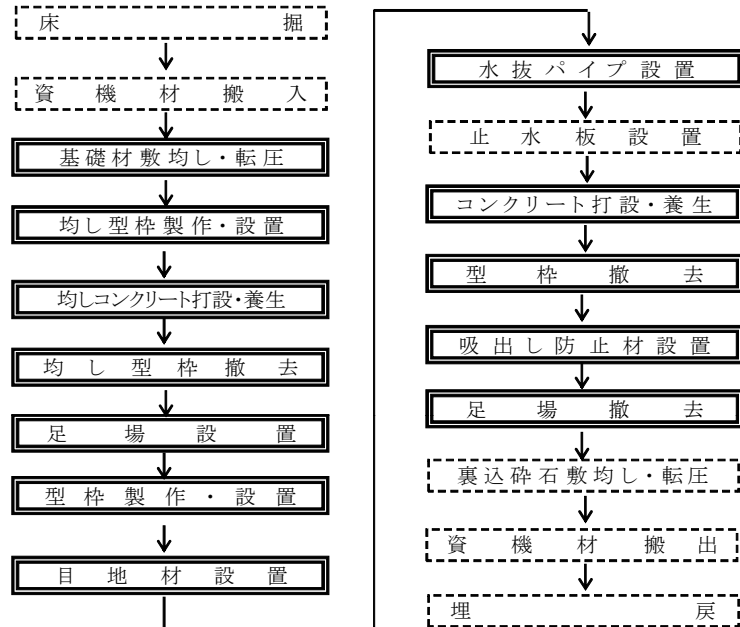 床掘
資機材搬入
基礎材敷均し・転圧
均し型枠製作・設置
均しコンクリート打設・養生
均し型枠撤去
足場設置
型枠製作・設置
目地材設置
水抜パイプ設置
止水板設置
コンクリート打設・養生
型枠撤去
吸出し防止材設置
足場撤去
裏込砕石敷均し・転圧
資機材搬出
埋戻